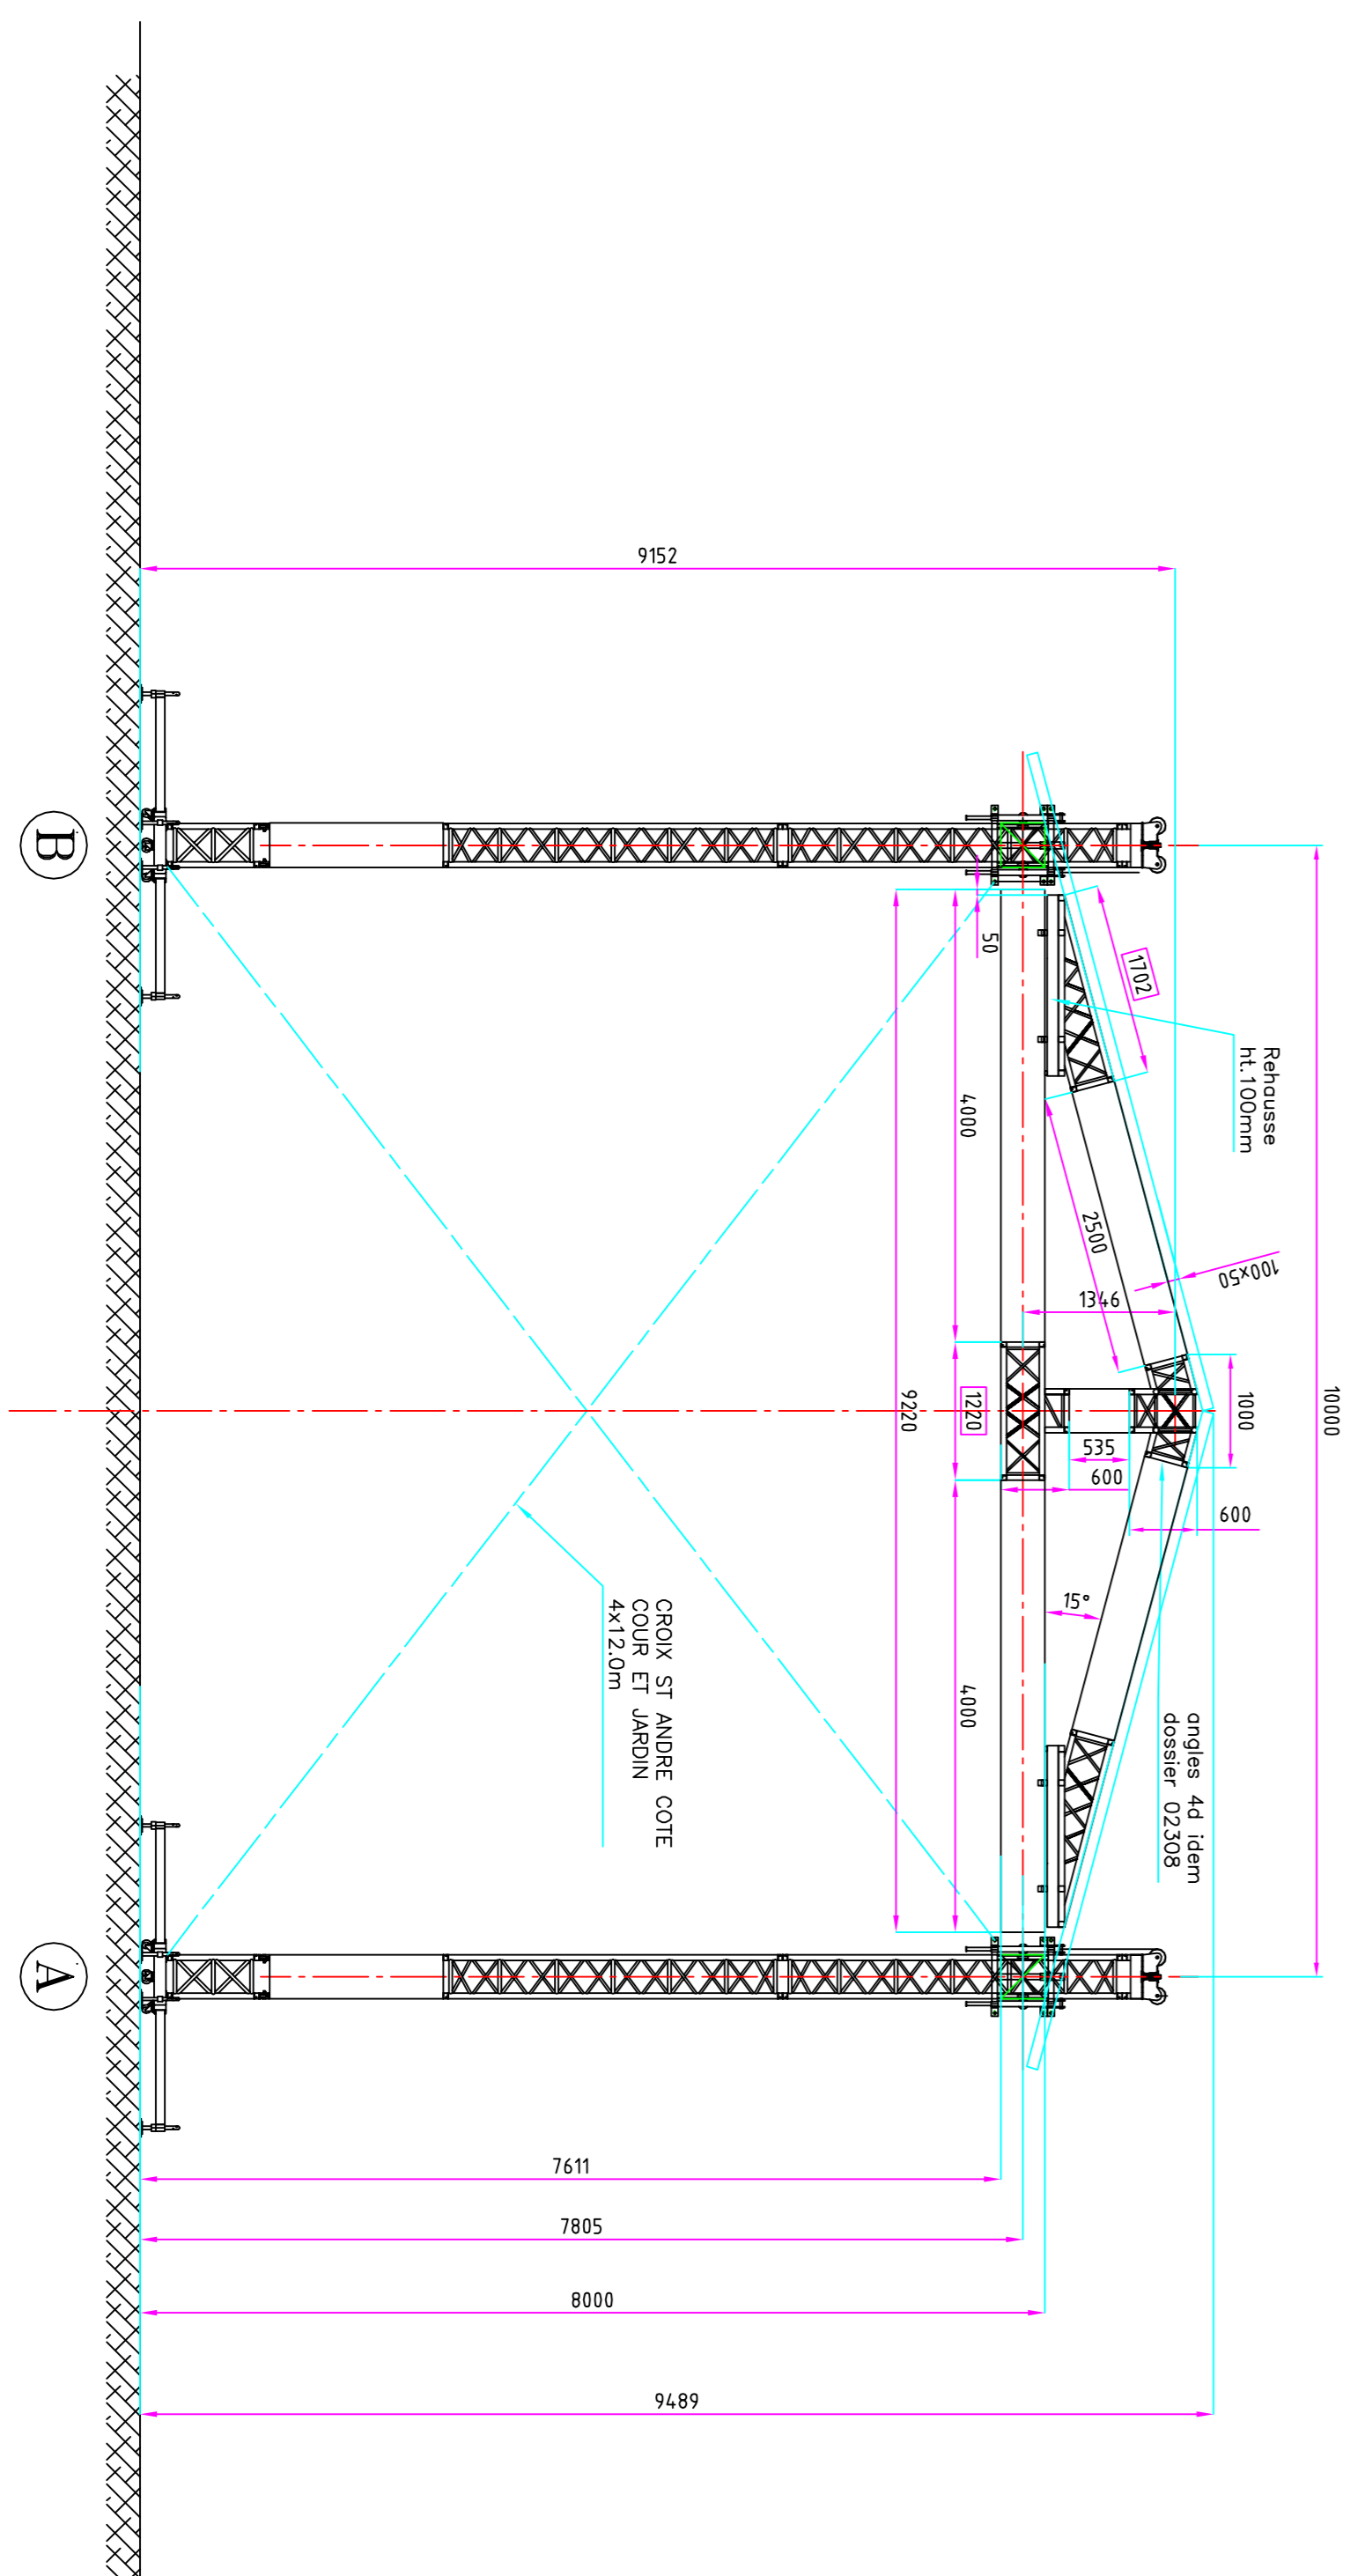 10000
1000
600
Rehausse
ht.100mm
1702
2500
100x50
1346
535
600
angles 4d idem
dossier 02308
15°
50
4000
1220
4000
9220
9152
CROIX ST ANDRE COTE
COUR ET JARDIN
4x12.0m
7611
7805
8000
9489
B
A